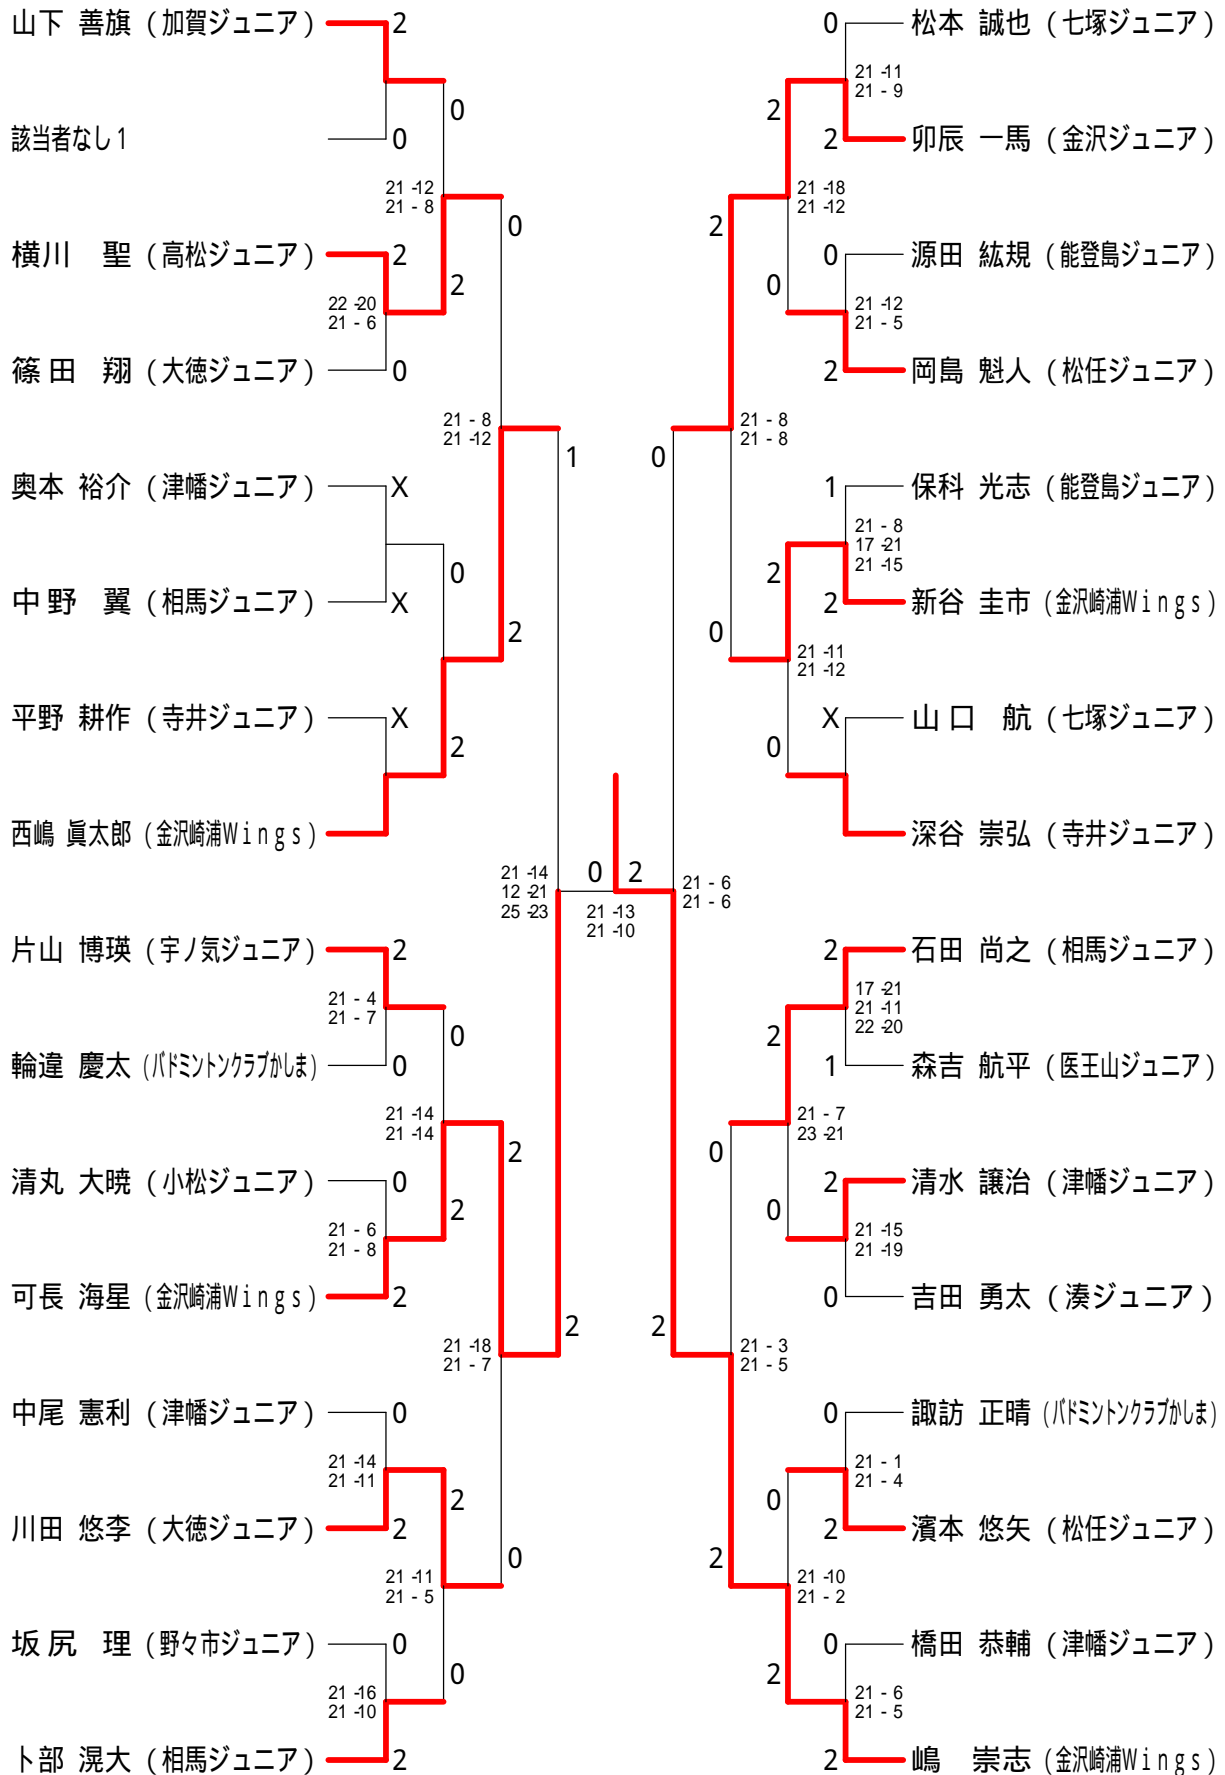 山下 善旗 (加賀ジュニア) 2
0
該当者なし1 0
21 -12
21 - 8
0
横川 聖 (高松ジュニア) 2
2
22 -20
21 - 6
篠田 翔 (大徳ジュニア) 0
21 - 8
21 -12
1
奥本 裕介 (津幡ジュニア) X
0
中野 翼 (相馬ジュニア) X
2
平野 耕作 (寺井ジュニア) X
2
西嶋 眞太郎 (金沢崎浦Wings)
21 -14
12 -21
25 -23
0 2
21 -13
21 -10
片山 博瑛 (宇ノ気ジュニア) 2
21 - 4
21 - 7
0
輪違 慶太 (バドミントンクラブかしま) 0
21 -14
21 -14
2
清丸 大暁 (小松ジュニア) 0
2
21 - 6
21 - 8
可長 海星 (金沢崎浦Wings) 2
2
21 -18
21 - 7
中尾 憲利 (津幡ジュニア) 0
21 -14
21 -11
2
川田 悠李 (大徳ジュニア) 2
0
21 -11
21 - 5
坂尻 理 (野々市ジュニア) 0
0
21 -16
21 -10
卜部 滉大 (相馬ジュニア) 2
0 松本 誠也 (七塚ジュニア)
21 -11
21 - 9
2
2 卯辰 一馬 (金沢ジュニア)
21 -18
21 -12
2
0 源田 紘規 (能登島ジュニア)
0
21 -12
21 - 5
2 岡島 魁人 (松任ジュニア)
21 - 8
21 - 8
0
1 保科 光志 (能登島ジュニア)
21 - 8
17 -21
21 -15
2
2 新谷 圭市 (金沢崎浦Wings)
0
21 -11
21 -12
X 山口 航 (七塚ジュニア)
0
深谷 崇弘 (寺井ジュニア)
21 - 6
21 - 6
2 石田 尚之 (相馬ジュニア)
17 -21
21 -11
22 -20
2
1 森吉 航平 (医王山ジュニア)
21 - 7
23 -21
0
2 清水 譲治 (津幡ジュニア)
0
21 -15
21 -19
0 吉田 勇太 (湊ジュニア)
2
21 - 3
21 - 5
0 諏訪 正晴 (バドミントンクラブかしま)
21 - 1
21 - 4
0
2 濱本 悠矢 (松任ジュニア)
2
21 -10
21 - 2
0 橋田 恭輔 (津幡ジュニア)
2
21 - 6
21 - 5
2 嶋 崇志 (金沢崎浦Wings)